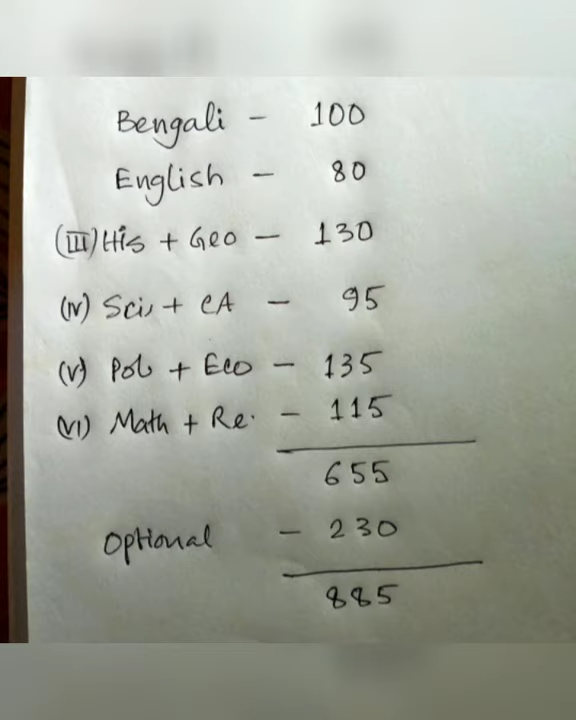 Bengali - 100
English - 80
(III) His + Geo - 130
(IV) Sci, + CA - 95
(V) Pol + Eco - 135
(VI) Math + Re. - 115
655
Optional - 230
885